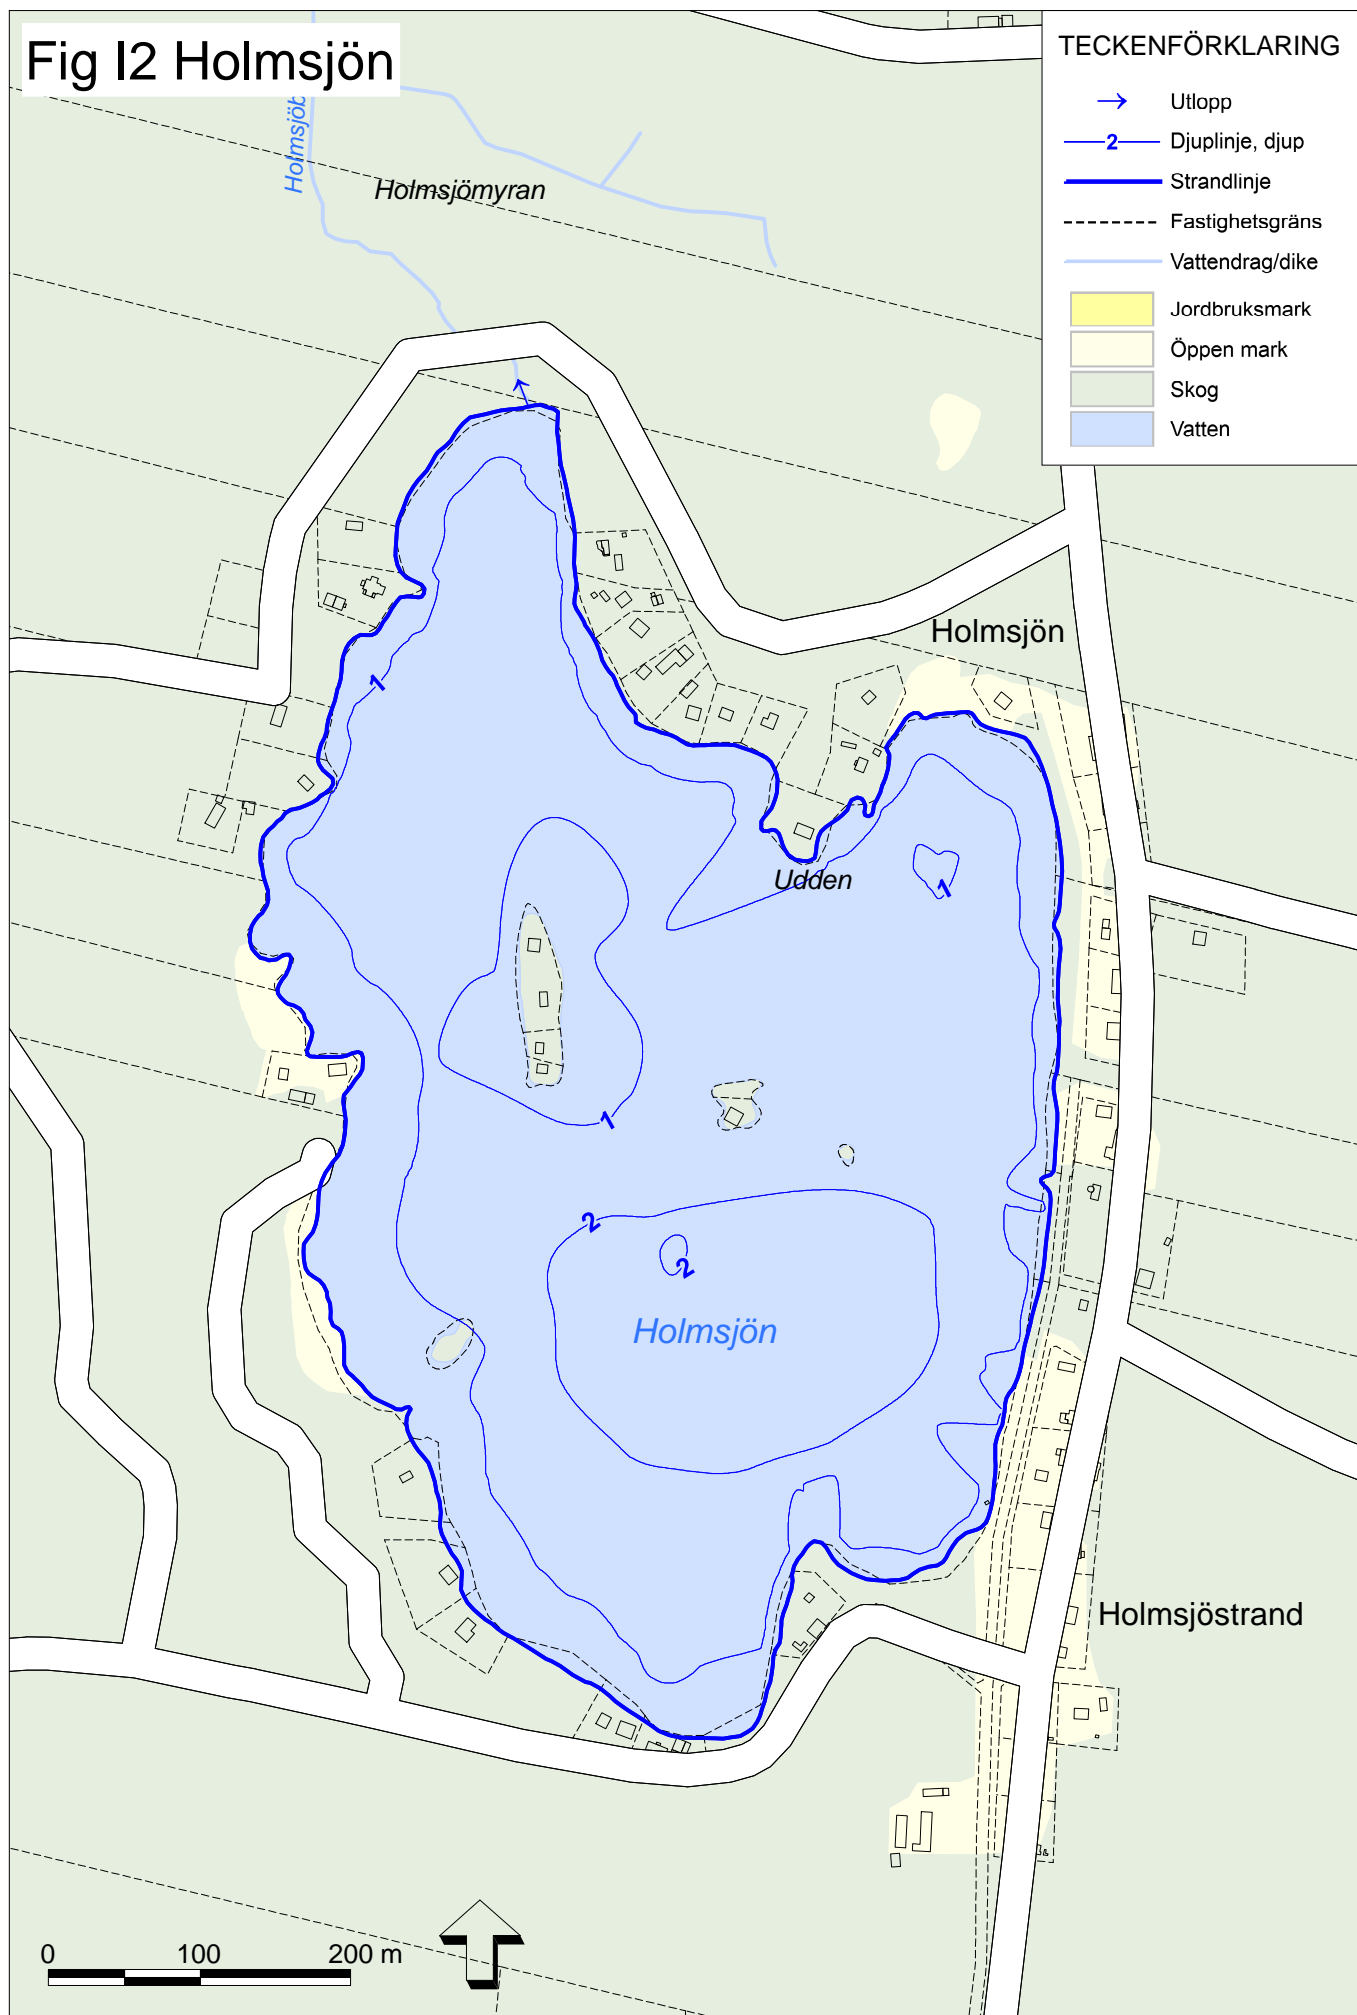 Fig I2 Holmsjön
TECKENFÖRKLARING
Utlopp
2
Djuplinje, djup
Strandlinje
Fastighetsgräns
Vattendrag/dike
Jordbruksmark
Öppen mark
Skog
Vatten
Holmsjöb
Holmsjömyran
Holmsjön
1
Udden
1
1
2
2
Holmsjön
Holmsjöstrand
0 100 200 m